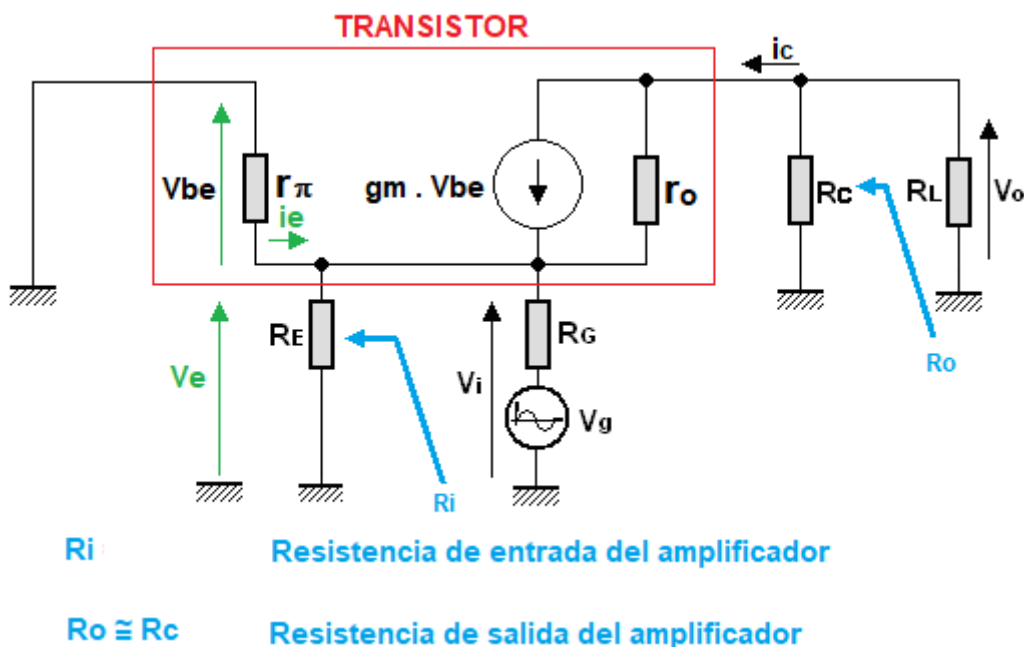 TRANSISTOR
ic
Vbe
rπ
gm . Vbe
ro
Rc
RL
Vo
ie
RE
RG
Ve
Vi
Vg
Ro
Ri
Ri Resistencia de entrada del amplificador
Ro ≅ Rc Resistencia de salida del amplificador